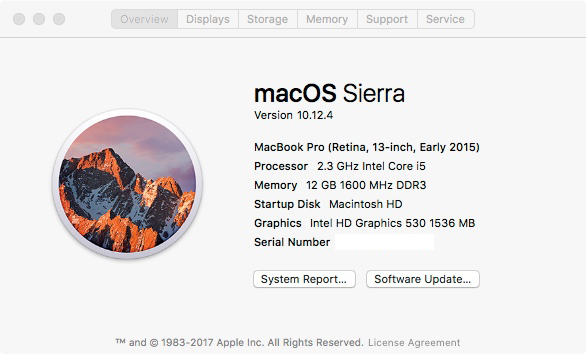 Overview Displays Storage Memory Support Service
macOS Sierra
Version 10.12.4
MacBook Pro (Retina, 13-inch, Early 2015)
Processor 2.3 GHz Intel Core i5
Memory 12 GB 1600 MHz DDR3
Startup Disk Macintosh HD
Graphics Intel HD Graphics 530 1536 MB
Serial Number
System Report... Software Update...
™ and © 1983-2017 Apple Inc. All Rights Reserved. License Agreement